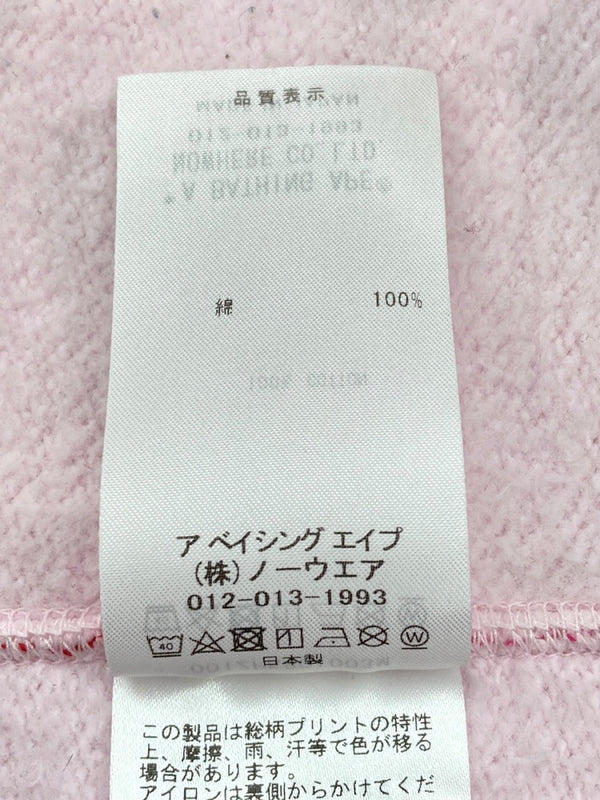 品質表示
綿 100%
ア ベイシング エイプ
(株)ノーウエア
012-013-1993
40
W
日本製
この製品は総柄プリントの特性
上、摩擦、雨、汗等で色が移る
場合があります。
アイロンは裏側からかけてくだ